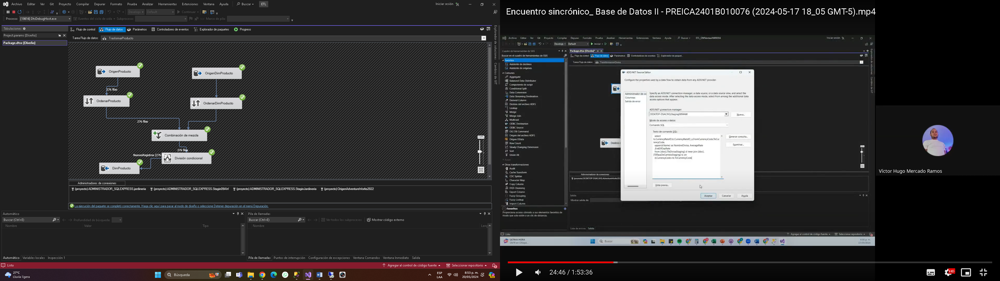 Archivo Editar Ver Git Proyecto Compilar Depurar Formato Prueba Analizar Herramientas Extensiones Ventana Ayuda Buscar ETL Iniciar sesión
Develop Default Continuar
Proceso: [18616] DtsDebugHost.exe Eventos del ciclo de vida Subproceso: Marco de pila:
Tabulaciones
Project.params [Diseño]
Package.dtsx [Diseño]
Flujo de control Flujo de datos Parámetros Controladores de eventos Explorador de paquetes Progreso
Tarea Flujo de datos: TrasformarProducto
Explorador de soluciones
Cambios de GIT
OrigenProducto
OrigenDimProducto
276 filas
OrdenarProducto
OrdenarDimProducto
276 filas
Combinación de mezcla
276 filas
NuevosRegistros (276
División condicional
DimProducto
110%
Administradores de conexiones
(proyecto) ADMINISTRADOR_SQLEXPRESS.jardineria (proyecto) ADMINISTRADOR_SQLEXPRESS.Stagin09AW (proyecto) ADMINISTRADOR_SQLEXPRESS.StaginJardineria (proyecto) OrigenAdventureWorks2022
La ejecución del paquete se completó correctamente. Haga clic aquí para pasar al modo de diseño o seleccione Detener depuración en el menú Depuración.
Automático
Buscar (Ctrl+E) Profundidad de búsqueda:
Nombre Valor Tipo
Automático Variables locales Inspección 1
Pila de llamadas
Buscar (Ctrl+E) Ver todos los subprocesos Mostrar código externo
Nombre Leng
Pila de llamadas Puntos de interrupción Configuración de excepciones Ventana Comandos Ventana Inmediato Salida
Listo Agregar al control de código fuente Seleccionar repositorio
27°C
Lluvia ligera
Búsqueda
ESP
LAA
8:53 p. m.
20/05/2024
Encuentro sincrónico_ Base de Datos II - PREICA2401B010076 (2024-05-17 18_05 GMT-5).mp4
Archivo Editar Ver Git Proyecto Compilar Depurar Formato Prueba Analizar Herramientas Extensiones Ventana Ayuda Buscar ETL_DMVentasAW0094 Iniciar sesión
Develop Default Iniciar
Cuadro de herramientas de SSIS
Buscar en el cuadro de herramientas de SSIS
Favoritos
Asistente de destinos
Asistente de orígenes
Comunes
Aggregate
Balanced Data Distributor
Componente de script
Conditional Split
Data Conversion
Data Streaming Destination
Derived Column
Destino del archivo HDFS
Lookup
Merge
Merge Join
Multicast
ODBC Destination
ODBC Source
OLE DB Command
Origen del archivo HDFS
Origen OData
Row Count
Slowly Changing Dimension
Sort
Union All
Azure
Otras transformaciones
Audit
Cache Transform
CDC Splitter
Character Map
Copy Column
DQS Cleansing
Export Column
Fuzzy Grouping
Fuzzy Lookup
Import Column
Favoritos
Proporciona acceso cómodo a sus elementos favoritos de
modo que solo estén a un clic de distancia.
Package.dtsx [Diseño]*
Flujo de control Flujo de datos Parámetros Controladores de eventos Explorador de paquet...
Tarea Flujo de datos: TransformacionDivisa
Destino
ADO.NET Source Editor
Configure the properties used by a data flow to obtain data from any ADO.NET provider.
Administrador de co
Columnas
Salida de error
Specify an ADO.NET connection manager, a data source, or a data source view, and select the
data access mode. After selecting the data access mode, select from among the additional data
access options that appear.
ADO.NET connection manager:
DESKTOP-DSACJVQ.Staging0094AW Nueva...
Modo de acceso a datos:
Comando SQL
Texto de comando SQL:
select
tc.CurrencyRateID,tc.CurrencyRateID_o,FromCurrencyCode,ToCur
rencyCode,
upper(d.Name) as NombreDivisa, AverageRate
,EndOfDayRate
from [dbo].[TbDivisaStaging] d inner join [dbo].
[TBTasaDeCambioStaging] tc on
d.CurrencyCode=tc.ToCurrencyCode
Generar consulta...
Examinar...
Vista previa...
Aceptar Cancelar Ayuda
Administradores de conexiones
(proyecto) DESKTOP-DSACJVQ.AdventureWorks202
Salida
Mostrar salida de:
Lista de errores Salida
Explorador de soluciones
Cambios de GIT
Listo Agregar al control de código fuente Seleccionar repositorio
ÚLTIMA HORA
CNTE en Chispa...
Buscar
6:30 p. m.
17/05/2024
Víctor Hugo Mercado Ramos
24:46 / 1:53:36
HD